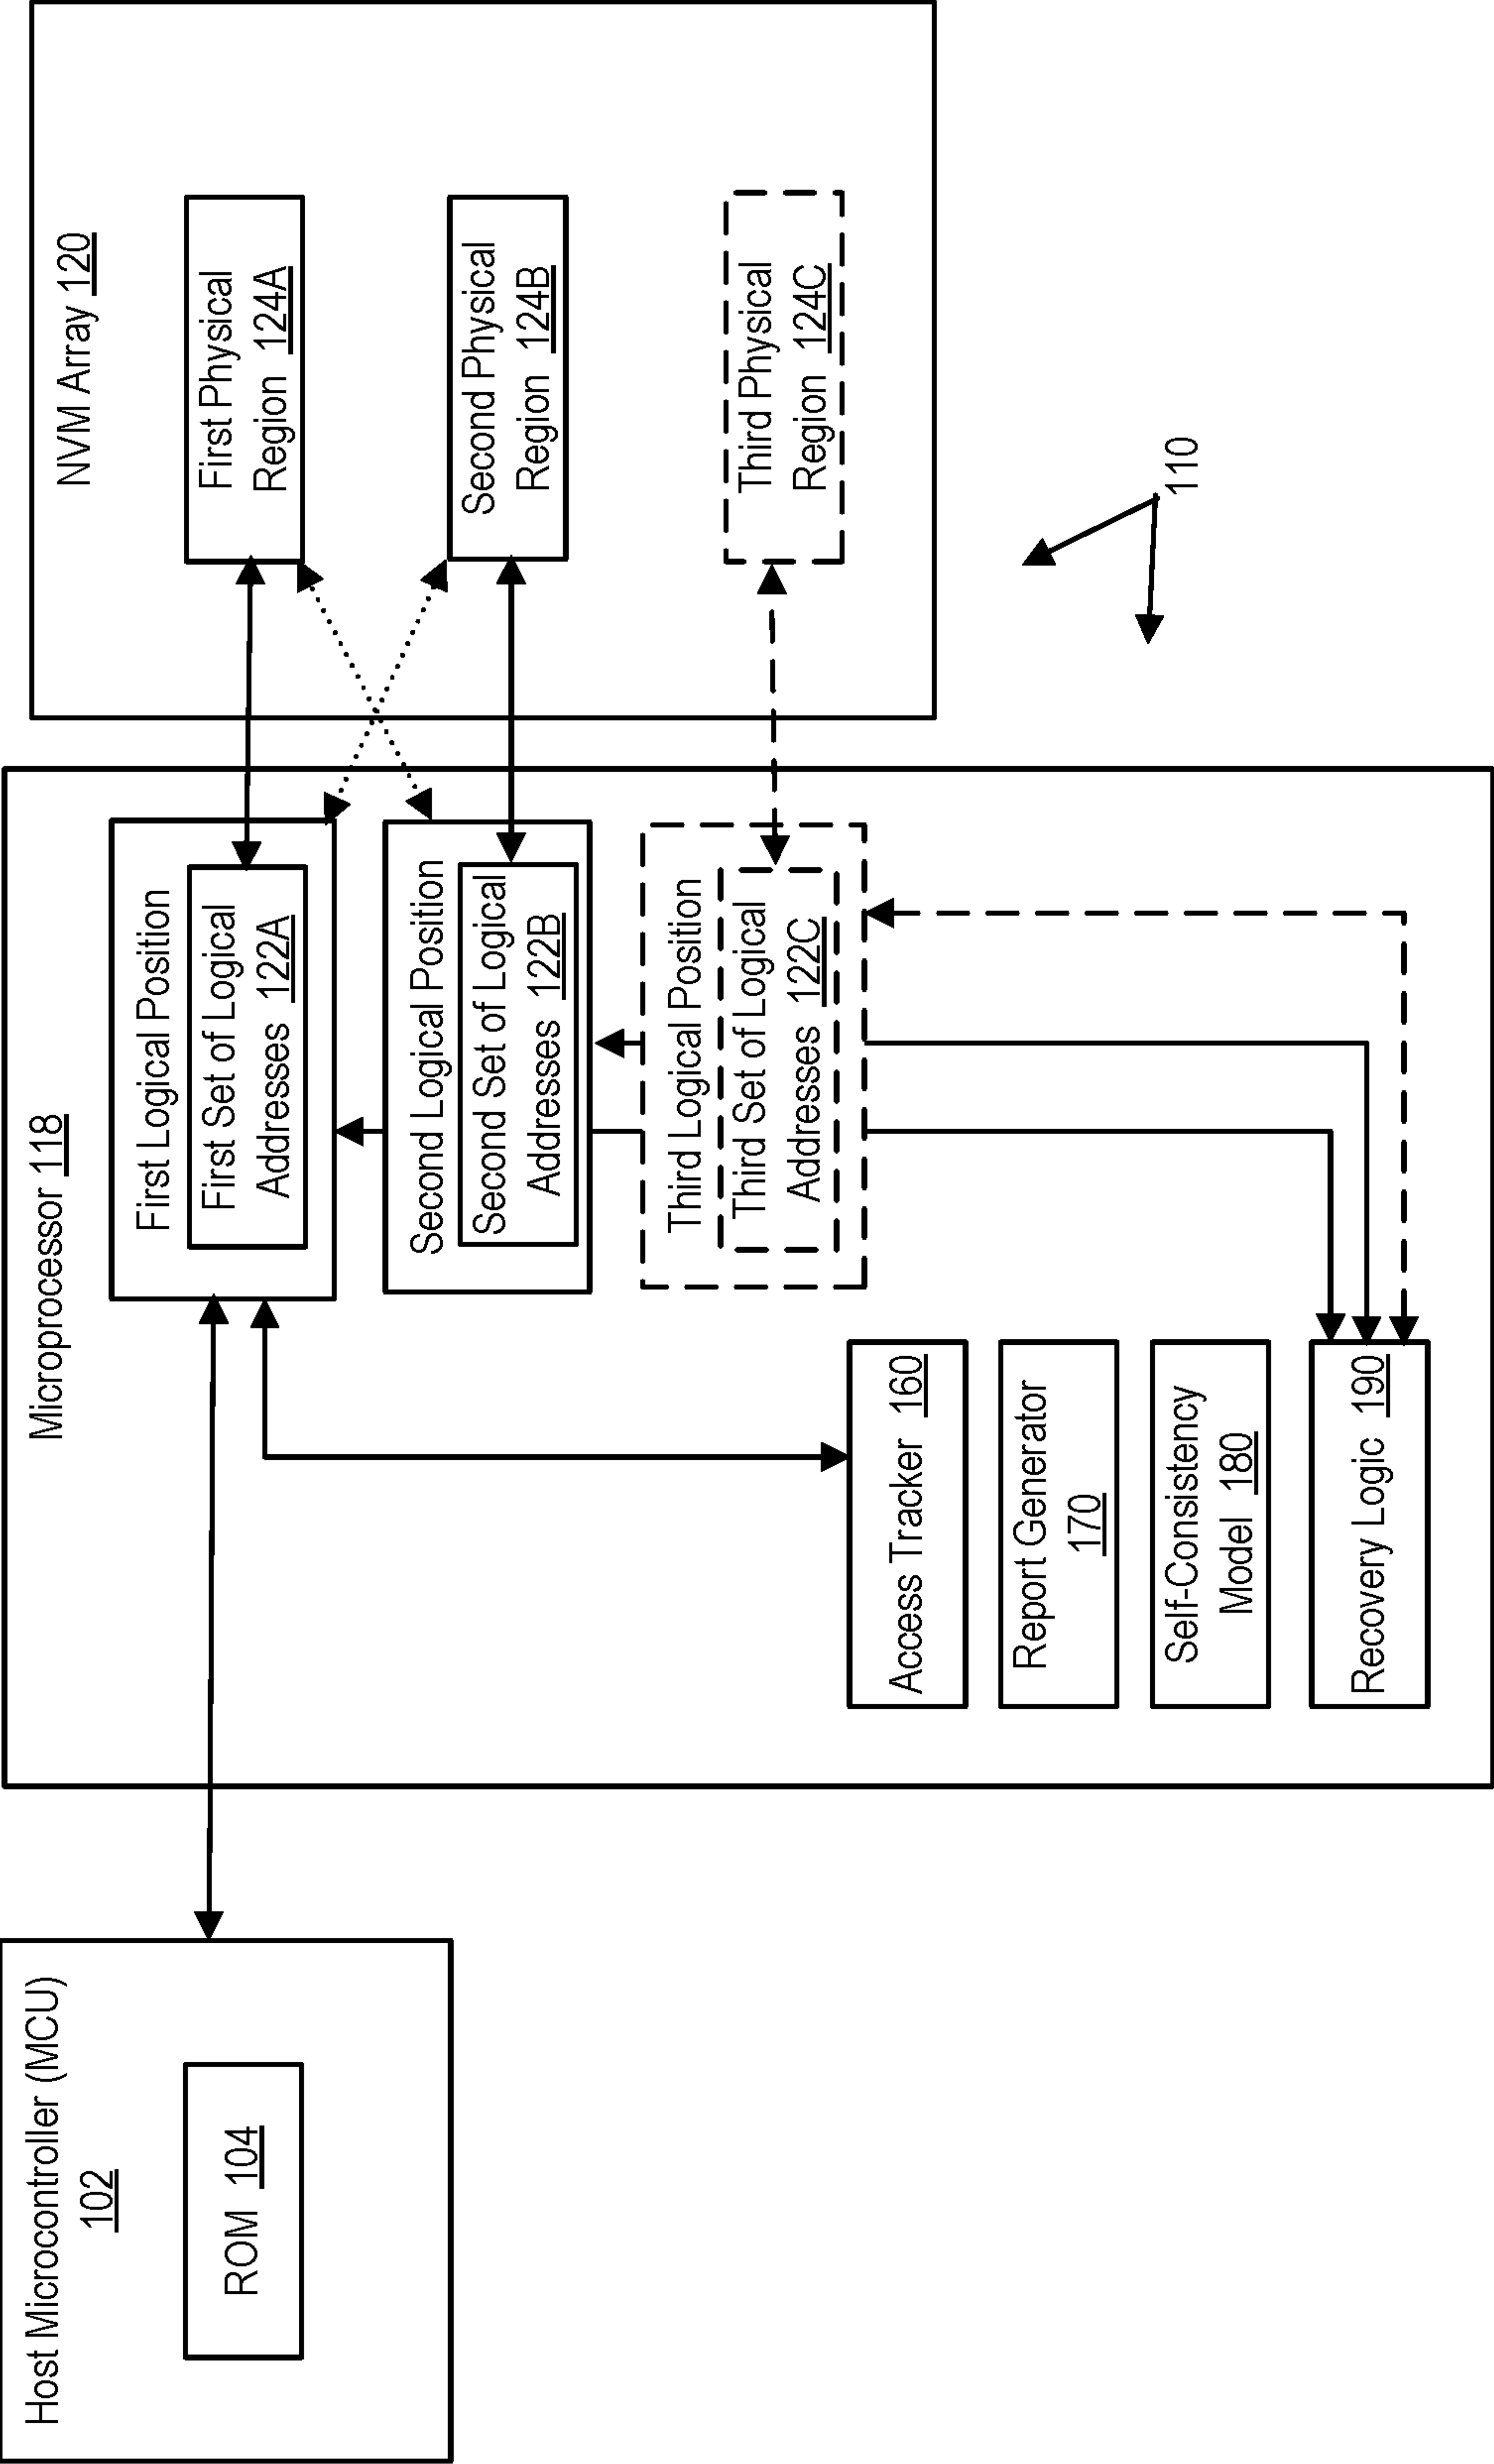 Host Microcontroller (MCU)
102
ROM 104
Microprocessor 118
First Logical Position
First Set of Logical
Addresses 122A
Second Logical Position
Second Set of Logical
Addresses 122B
Third Logical Position
Third Set of Logical
Addresses 122C
Access Tracker 160
Report Generator
170
Self-Consistency
Model 180
Recovery Logic 190
NVM Array 120
First Physical
Region 124A
Second Physical
Region 124B
Third Physical
Region 124C
110